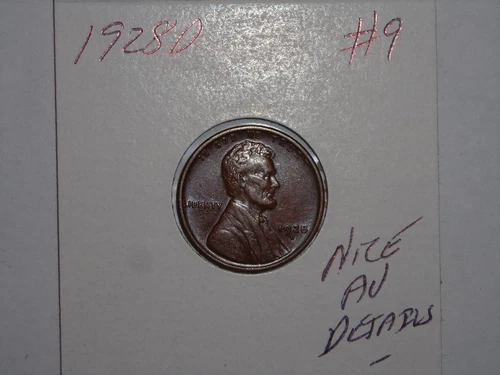 1928D #9
LIBERTY
1928
NICE
AU
DETAILS